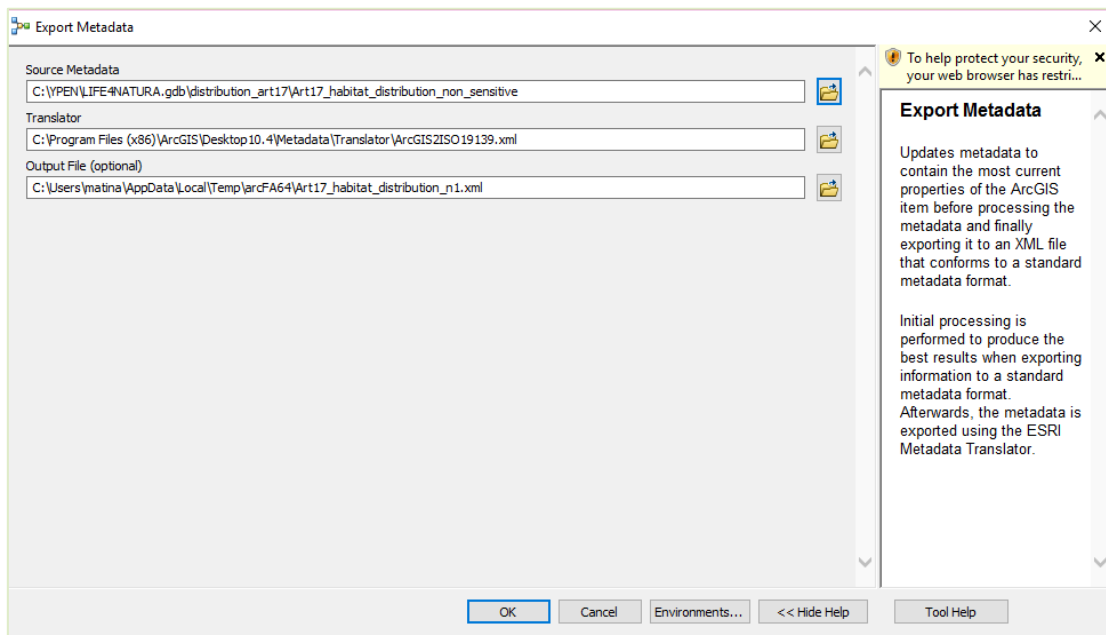 Export Metadata
Source Metadata
C:\YPEN\LIFE4NATURA.gdb\distribution_art17\Art17_habitat_distribution_non_sensitive
Translator
C:\Program Files (x86)\ArcGIS\Desktop10.4\Metadata\Translator\ArcGIS2ISO19139.xml
Output File (optional)
C:\Users\matina\AppData\Local\Temp\arcFA64\Art17_habitat_distribution_n1.xml
To help protect your security,
your web browser has restri...
Export Metadata
Updates metadata to
contain the most current
properties of the ArcGIS
item before processing the
metadata and finally
exporting it to an XML file
that conforms to a standard
metadata format.
Initial processing is
performed to produce the
best results when exporting
information to a standard
metadata format.
Afterwards, the metadata is
exported using the ESRI
Metadata Translator.
OK
Cancel
Environments...
<< Hide Help
Tool Help